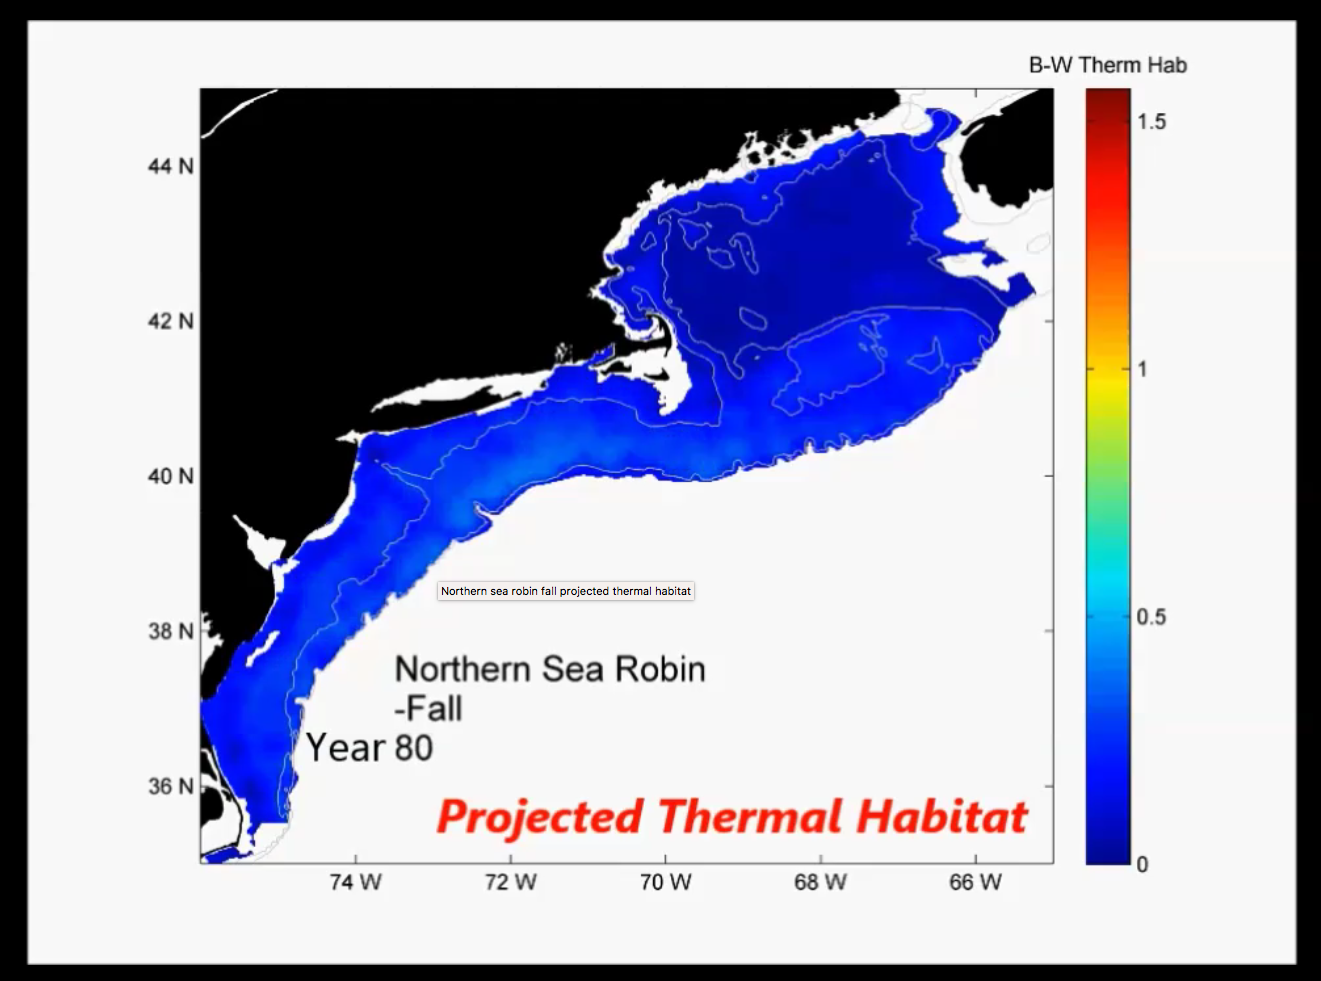 B-W Therm Hab
1.5
44 N
42 N
1
40 N
0.5
Northern sea robin fall projected thermal habitat
38 N
Northern Sea Robin
-Fall
Year 80
36 N
Projected Thermal Habitat
0
74 W
72 W
70 W
68 W
66 W